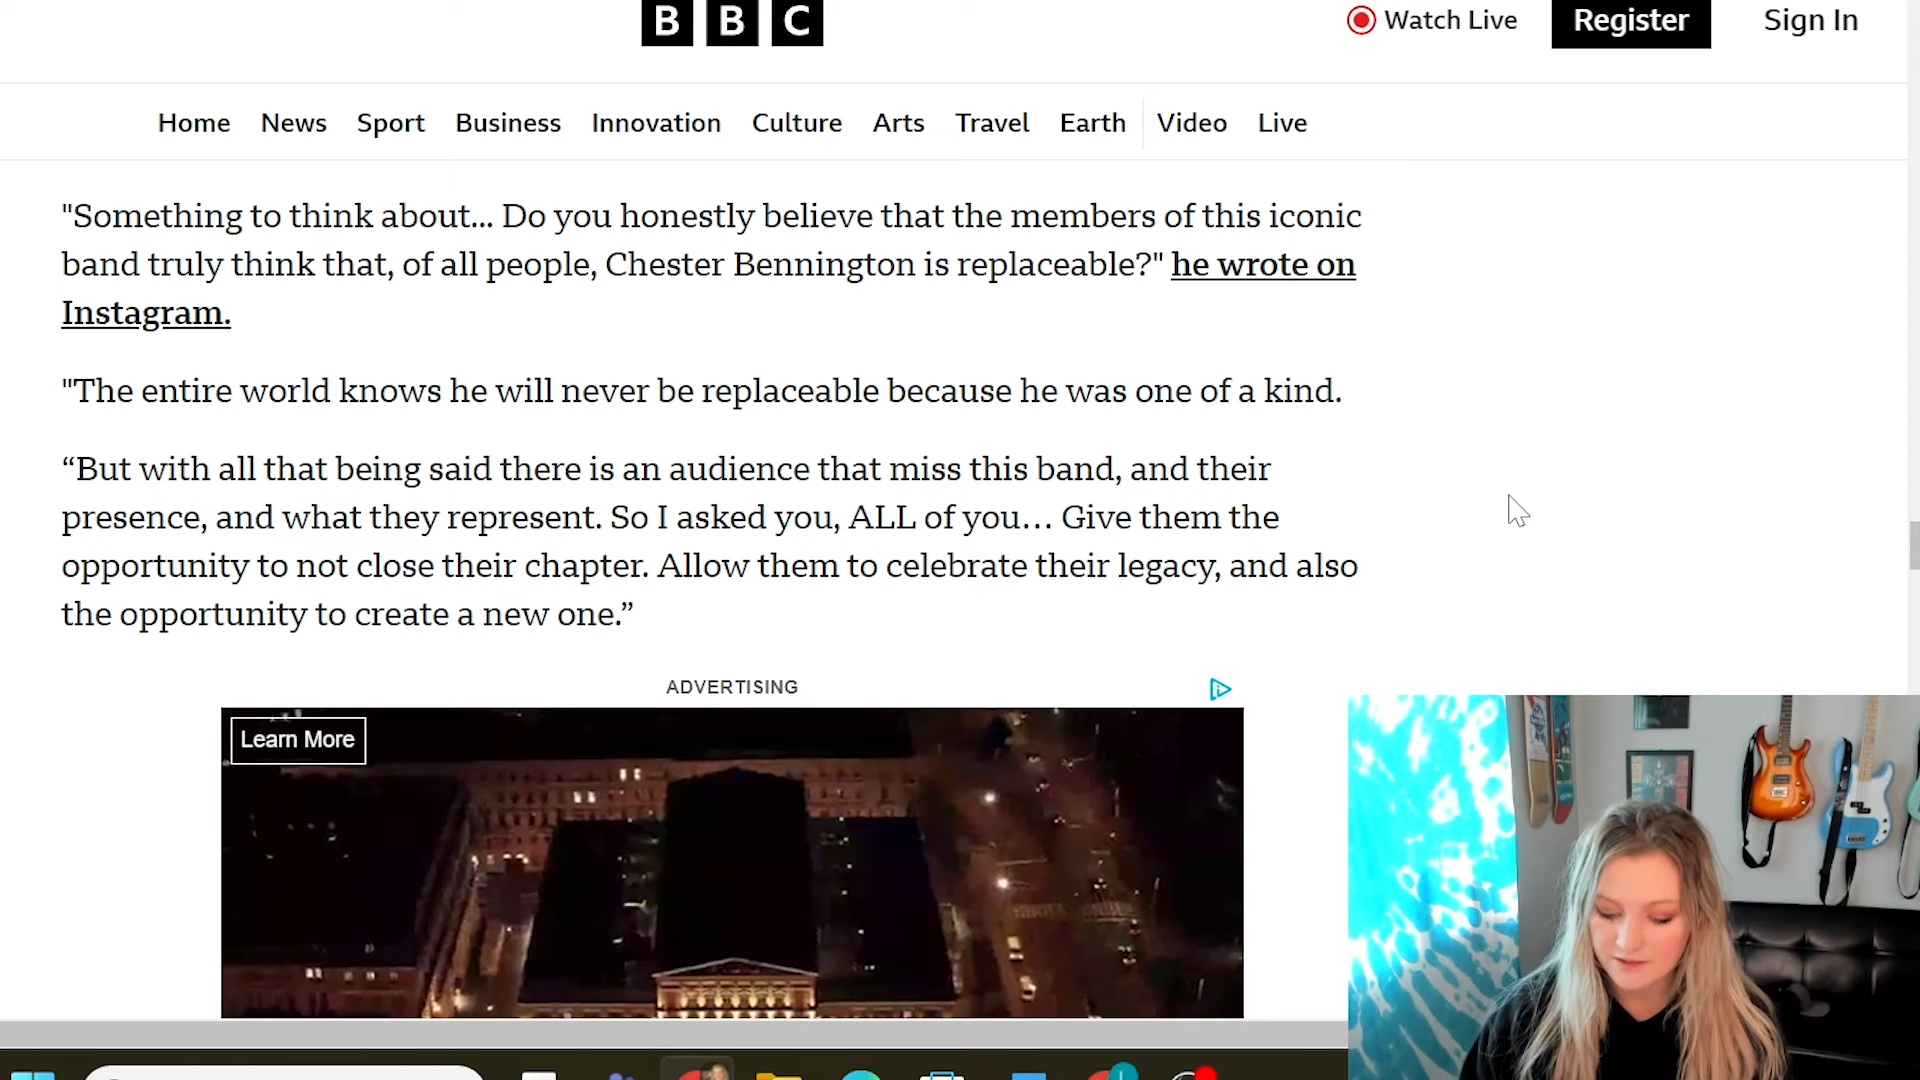 BBC
Watch Live
Register
Sign In
Home News Sport Business Innovation Culture Arts Travel Earth Video Live
"Something to think about... Do you honestly believe that the members of this iconic
band truly think that, of all people, Chester Bennington is replaceable?" he wrote on
Instagram.
"The entire world knows he will never be replaceable because he was one of a kind.
“But with all that being said there is an audience that miss this band, and their
presence, and what they represent. So I asked you, ALL of you… Give them the
opportunity to not close their chapter. Allow them to celebrate their legacy, and also
the opportunity to create a new one.”
ADVERTISING
Learn More